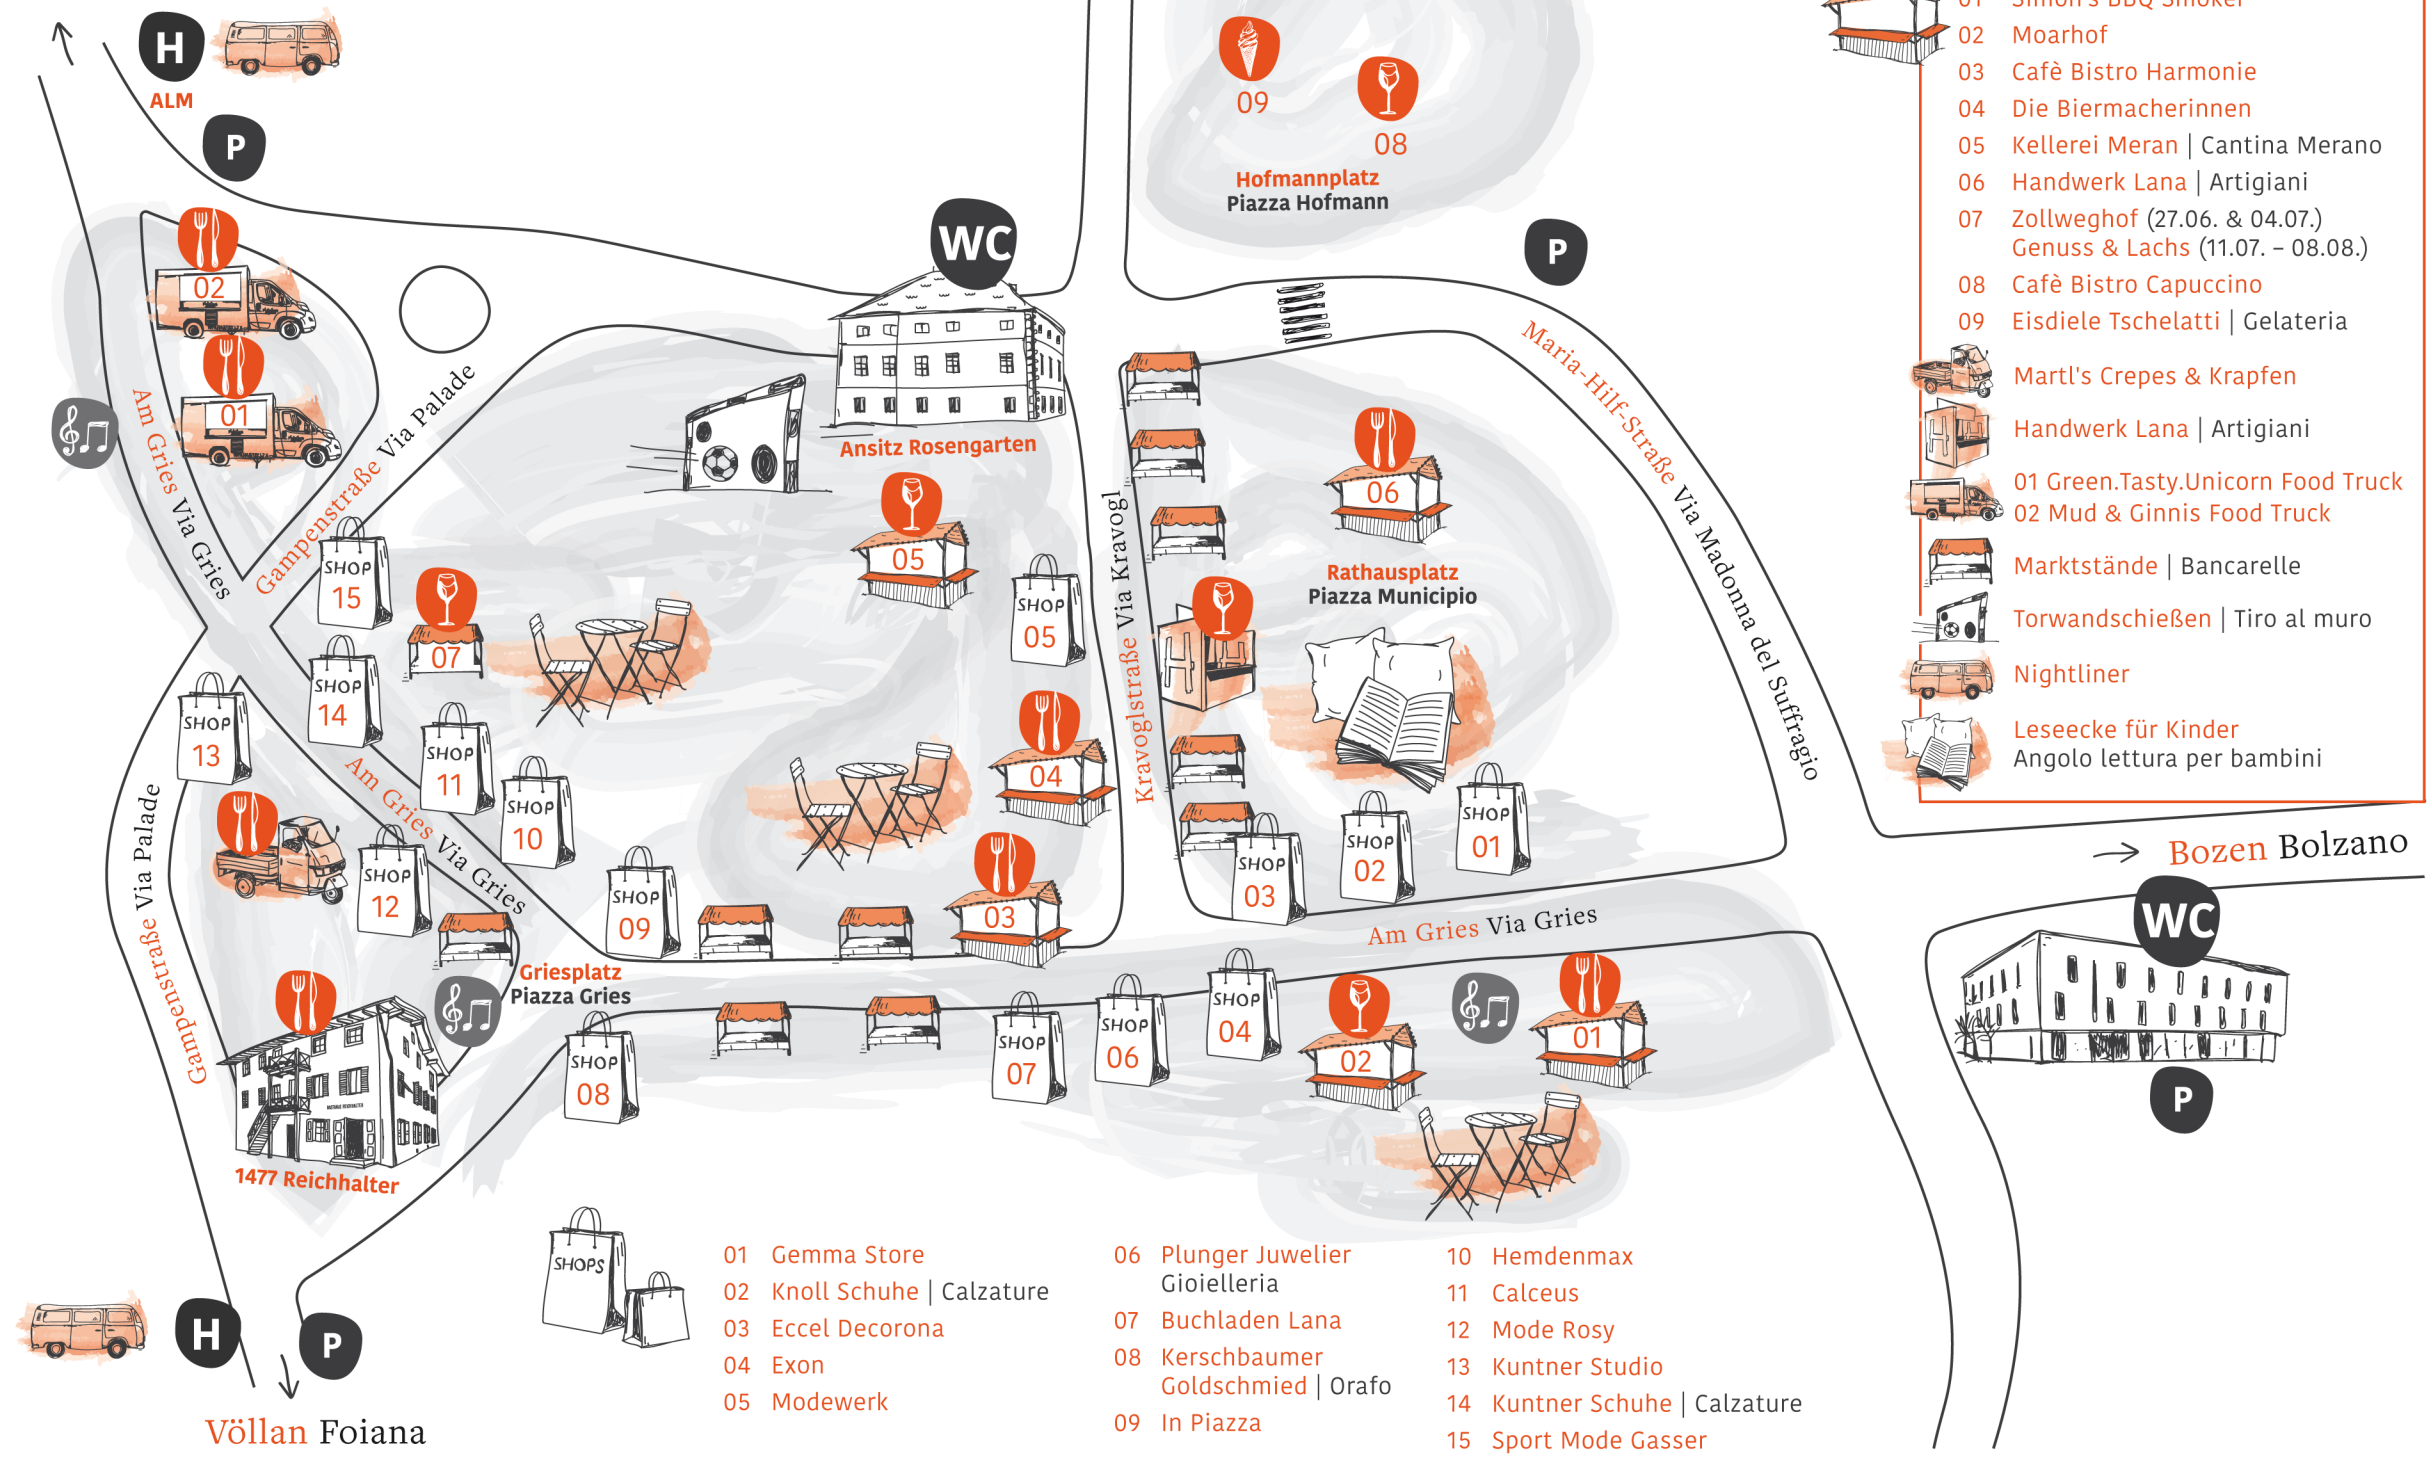 H
ALM
P
09
08
Hofmannplatz
Piazza Hofmann
WC
P
02
01
Am Gries Via Gries
Gampenstraße Via Palade
Ansitz Rosengarten
Maria-Hilf-Straße Via Madonna del Suffragio
06
05
Rathausplatz
Piazza Municipio
Kravoglstraße Via Kravogl
SHOP
15
07
SHOP
05
SHOP
14
SHOP
13
SHOP
11
04
SHOP
10
Am Gries Via Gries
SHOP
12
SHOP
09
03
SHOP
03
SHOP
02
SHOP
01
Am Gries Via Gries
Gampenstraße Via Palade
Griesplatz
Piazza Gries
SHOP
08
SHOP
07
SHOP
06
SHOP
04
02
01
1477 Reichhalter
H
P
Völlan Foiana
Bozen Bolzano
WC
P
01 Simon's BBQ Smoker
02 Moarhof
03 Cafè Bistro Harmonie
04 Die Biermacherinnen
05 Kellerei Meran | Cantina Merano
06 Handwerk Lana | Artigiani
07 Zollweghof (27.06. & 04.07.)
Genuss & Lachs (11.07. – 08.08.)
08 Cafè Bistro Capuccino
09 Eisdiele Tschelatti | Gelateria
Martl's Crepes & Krapfen
Handwerk Lana | Artigiani
01 Green.Tasty.Unicorn Food Truck
02 Mud & Ginnis Food Truck
Marktstände | Bancarelle
Torwandschießen | Tiro al muro
Nightliner
Leseecke für Kinder
Angolo lettura per bambini
SHOPS
01 Gemma Store
02 Knoll Schuhe | Calzature
03 Eccel Decorona
04 Exon
05 Modewerk
06 Plunger Juwelier
Gioielleria
07 Buchladen Lana
08 Kerschbaumer
Goldschmied | Orafo
09 In Piazza
10 Hemdenmax
11 Calceus
12 Mode Rosy
13 Kuntner Studio
14 Kuntner Schuhe | Calzature
15 Sport Mode Gasser